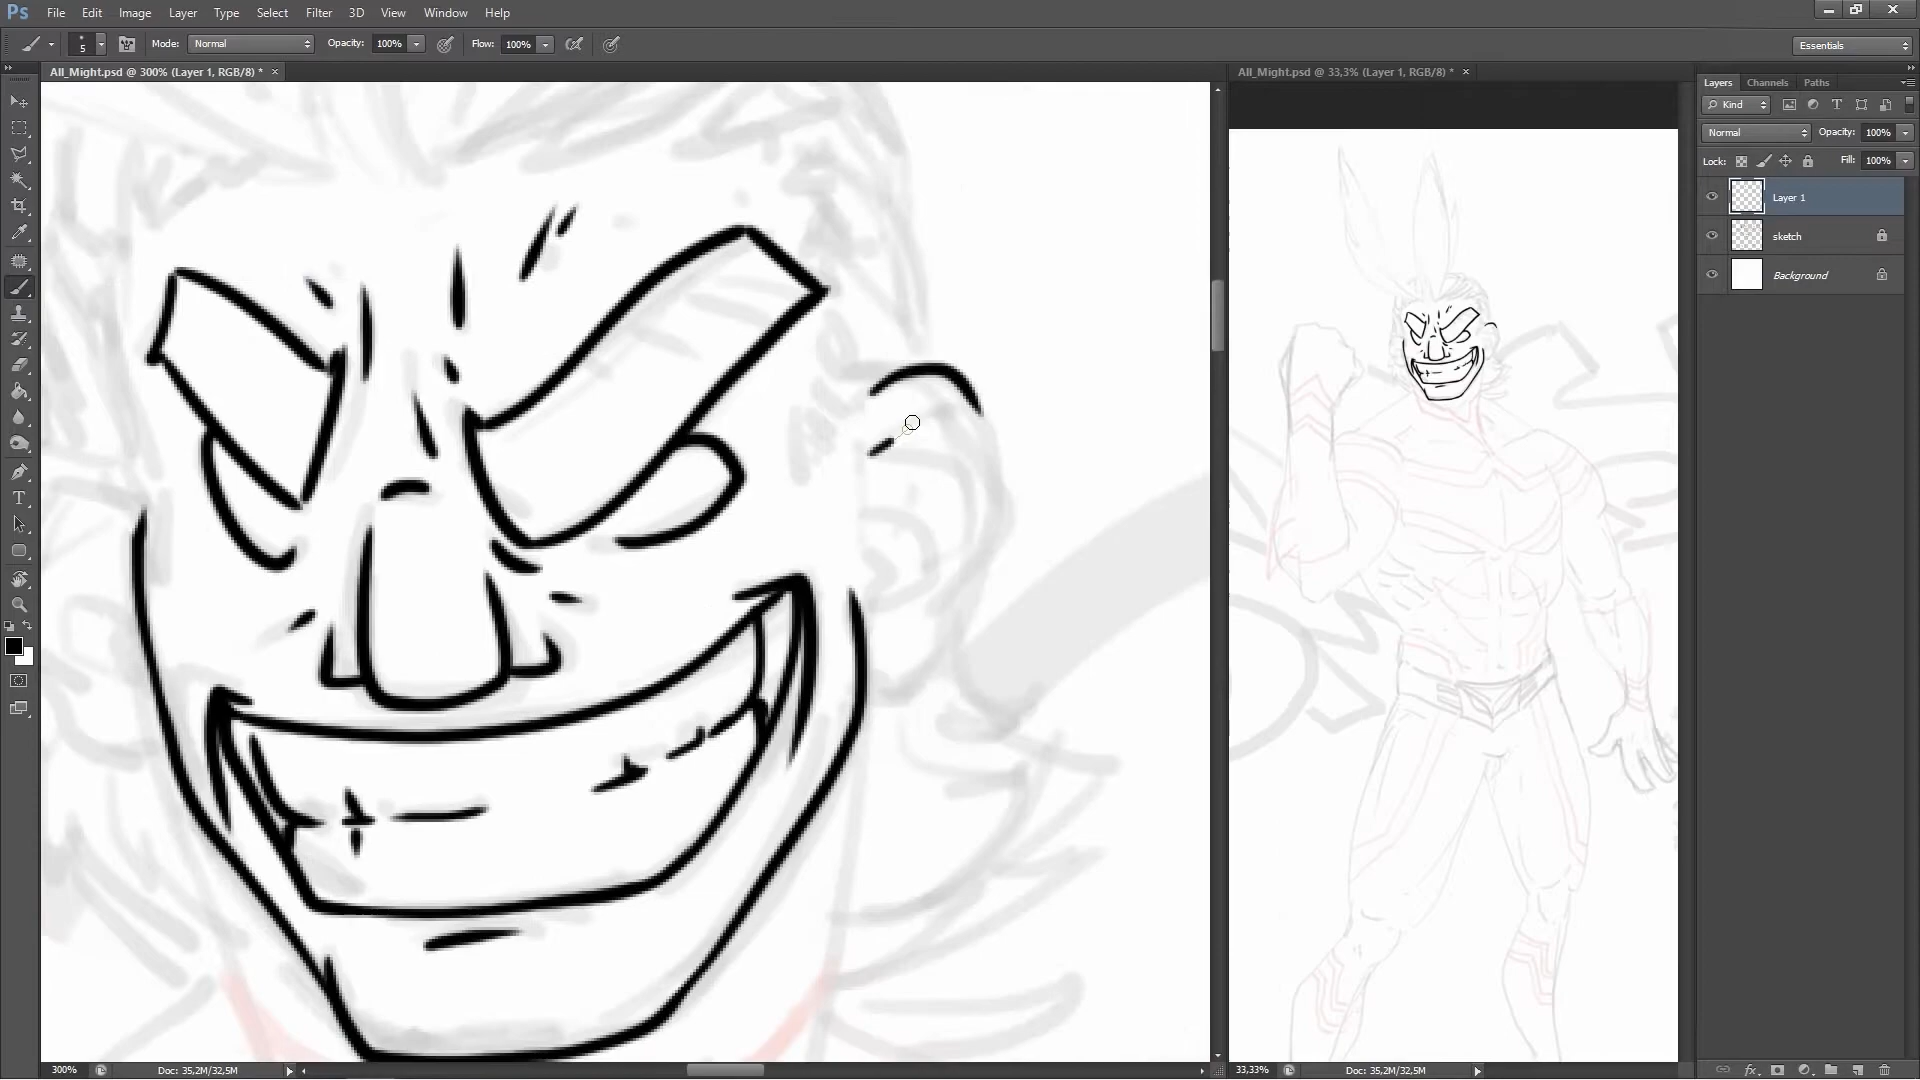 Ps File Edit Image Layer Type Select Filter 3D View Window Help
5 Mode: Normal Opacity: 100% Flow: 100% Essentials
All_Might.psd @ 300% (Layer 1, RGB/8) * × All_Might.psd @ 33,3% (Layer 1, RGB/8) * × Layers Channels Paths
Kind
Normal Opacity: 100%
Lock: Fill: 100%
Layer 1
sketch
Background
300% Doc: 35,2M/32,5M 33,33% Doc: 35,2M/32,5M